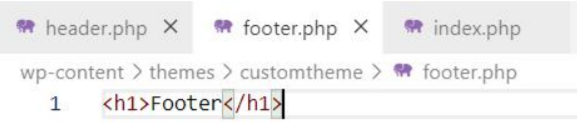 header.php × footer.php × index.php
wp-content > themes > customtheme > footer.php
1 <h1>Footer</h1>